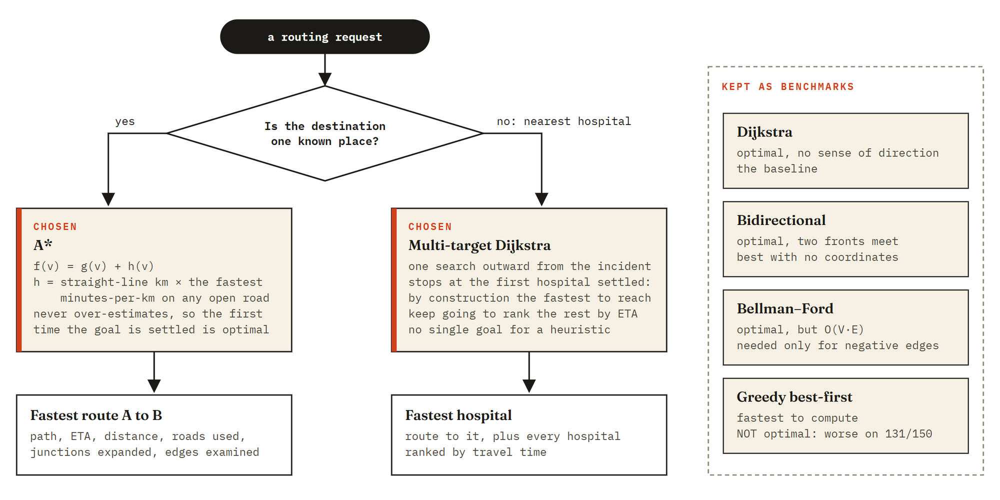 a routing request
Is the destination
one known place?
yes
no: nearest hospital
CHOSEN
A*
f(v) = g(v) + h(v)
h = straight-line km × the fastest
minutes-per-km on any open road
never over-estimates, so the first
time the goal is settled is optimal
CHOSEN
Multi-target Dijkstra
one search outward from the incident
stops at the first hospital settled:
by construction the fastest to reach
keep going to rank the rest by ETA
no single goal for a heuristic
Fastest route A to B
path, ETA, distance, roads used,
junctions expanded, edges examined
Fastest hospital
route to it, plus every hospital
ranked by travel time
KEPT AS BENCHMARKS
Dijkstra
optimal, no sense of direction
the baseline
Bidirectional
optimal, two fronts meet
best with no coordinates
Bellman–Ford
optimal, but O(V·E)
needed only for negative edges
Greedy best-first
fastest to compute
NOT optimal: worse on 131/150